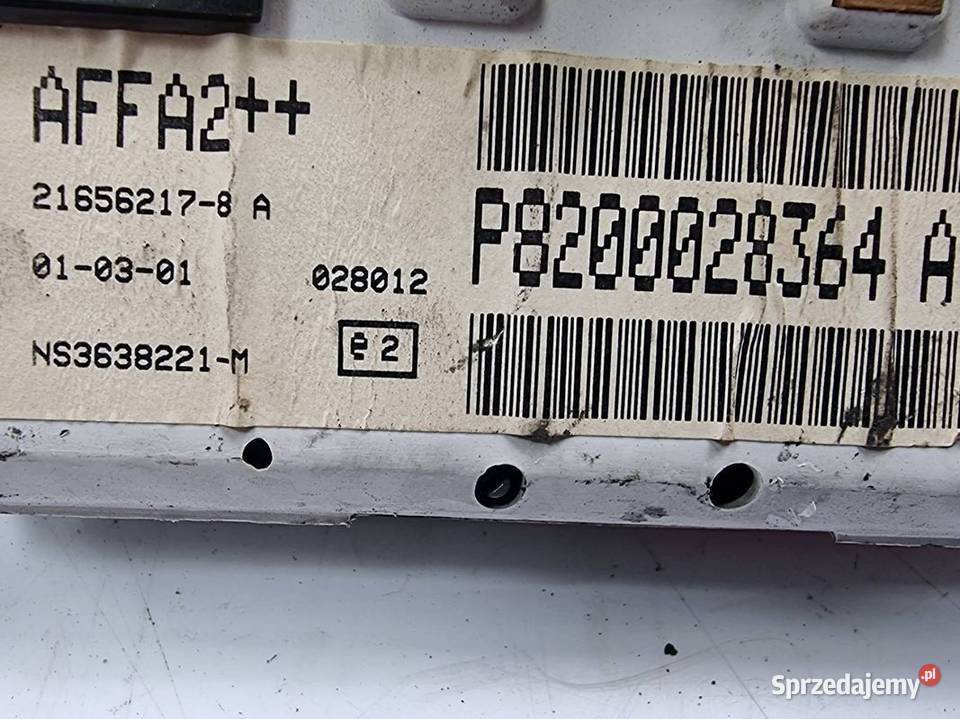 AFFA2++
21656217-8 A
01-03-01
028012
NS3638221-M
e2
P8200028364 A
Sprzedajemy.pl